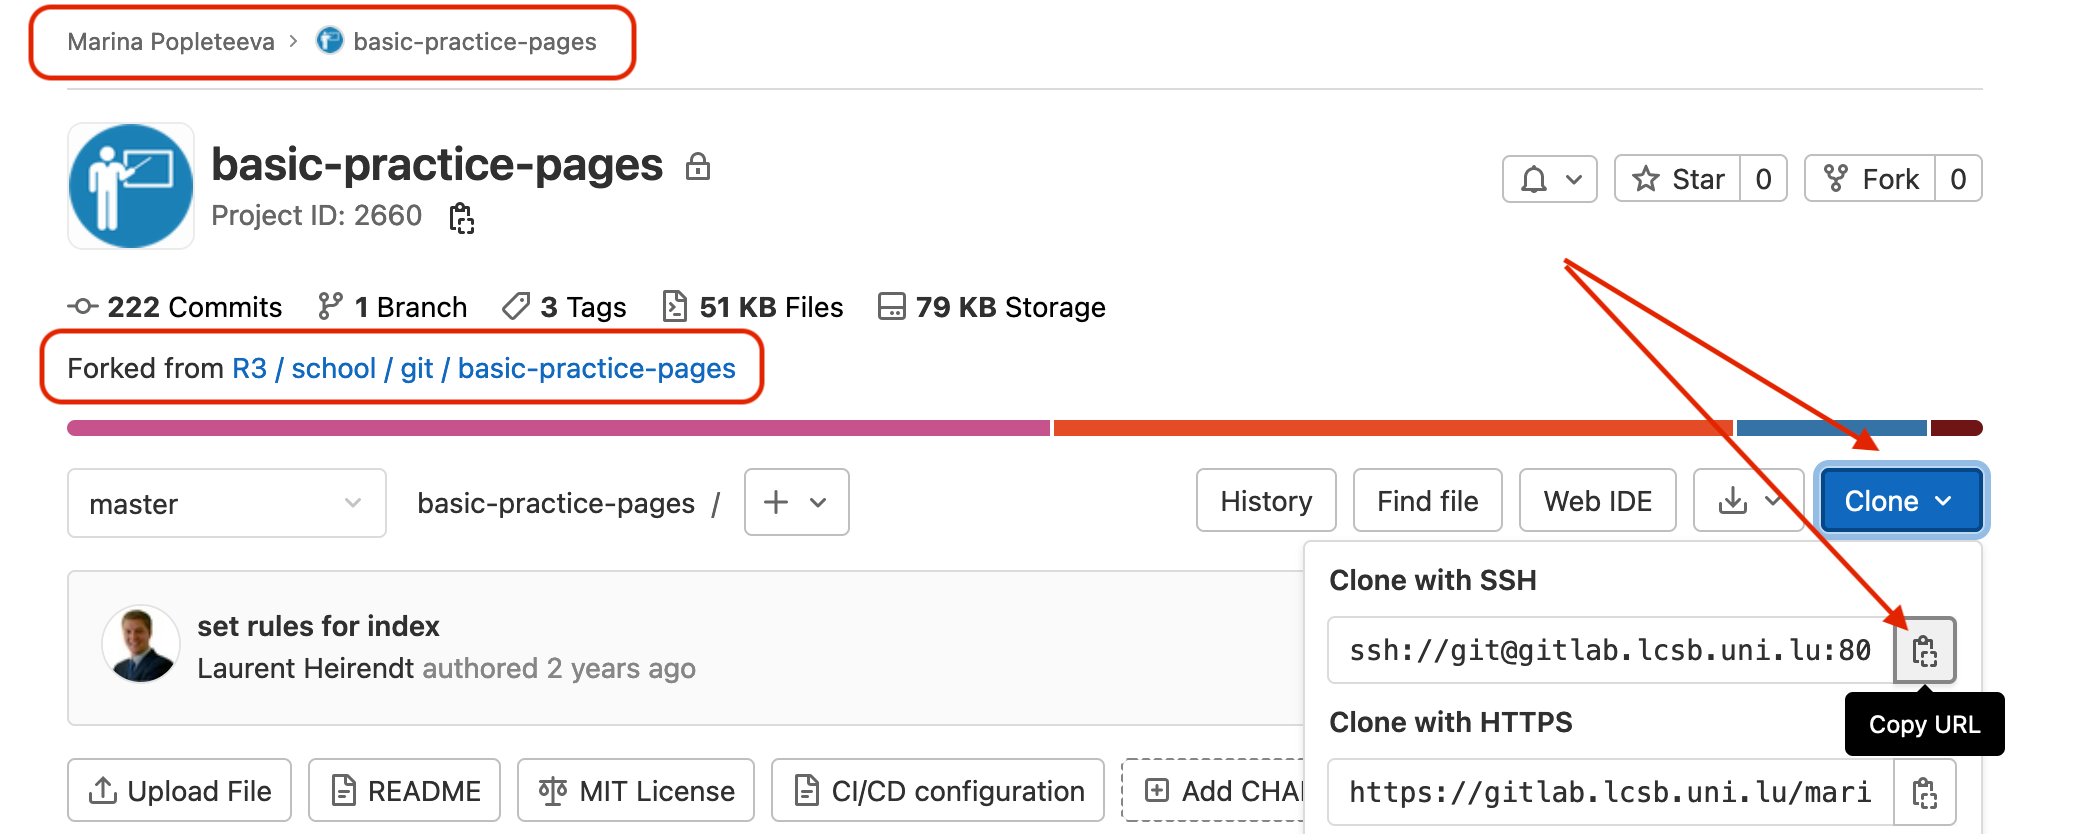 Marina Popleteeva > basic-practice-pages
basic-practice-pages
Project ID: 2660
Star 0
Fork 0
222 Commits 1 Branch 3 Tags 51 KB Files 79 KB Storage
Forked from R3 / school / git / basic-practice-pages
master
basic-practice-pages /
History
Find file
Web IDE
Clone
set rules for index
Laurent Heirendt authored 2 years ago
Clone with SSH
ssh://git@gitlab.lcsb.uni.lu:80
Copy URL
Clone with HTTPS
https://gitlab.lcsb.uni.lu/mari
Upload File
README
MIT License
CI/CD configuration
Add CHA